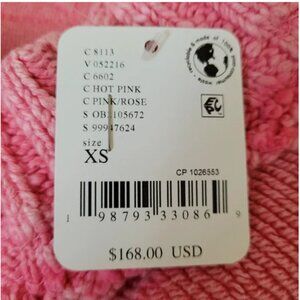 C 8113
V 052216
C 6602
C HOT PINK
C PINK/ROSE
S OB1105672
S 99947624
size
XS
CP 1026553
1 98793 33086 9
$168.00 USD